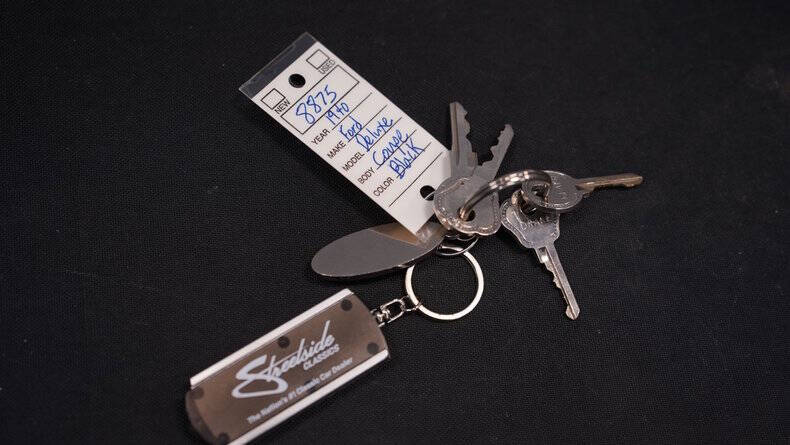 NEW
USED
8875
YEAR 1940
MAKE Ford
MODEL Deluxe
BODY Coupe
COLOR Black
Streetside
CLASSICS
The Nation's #1 Classic Car Dealer